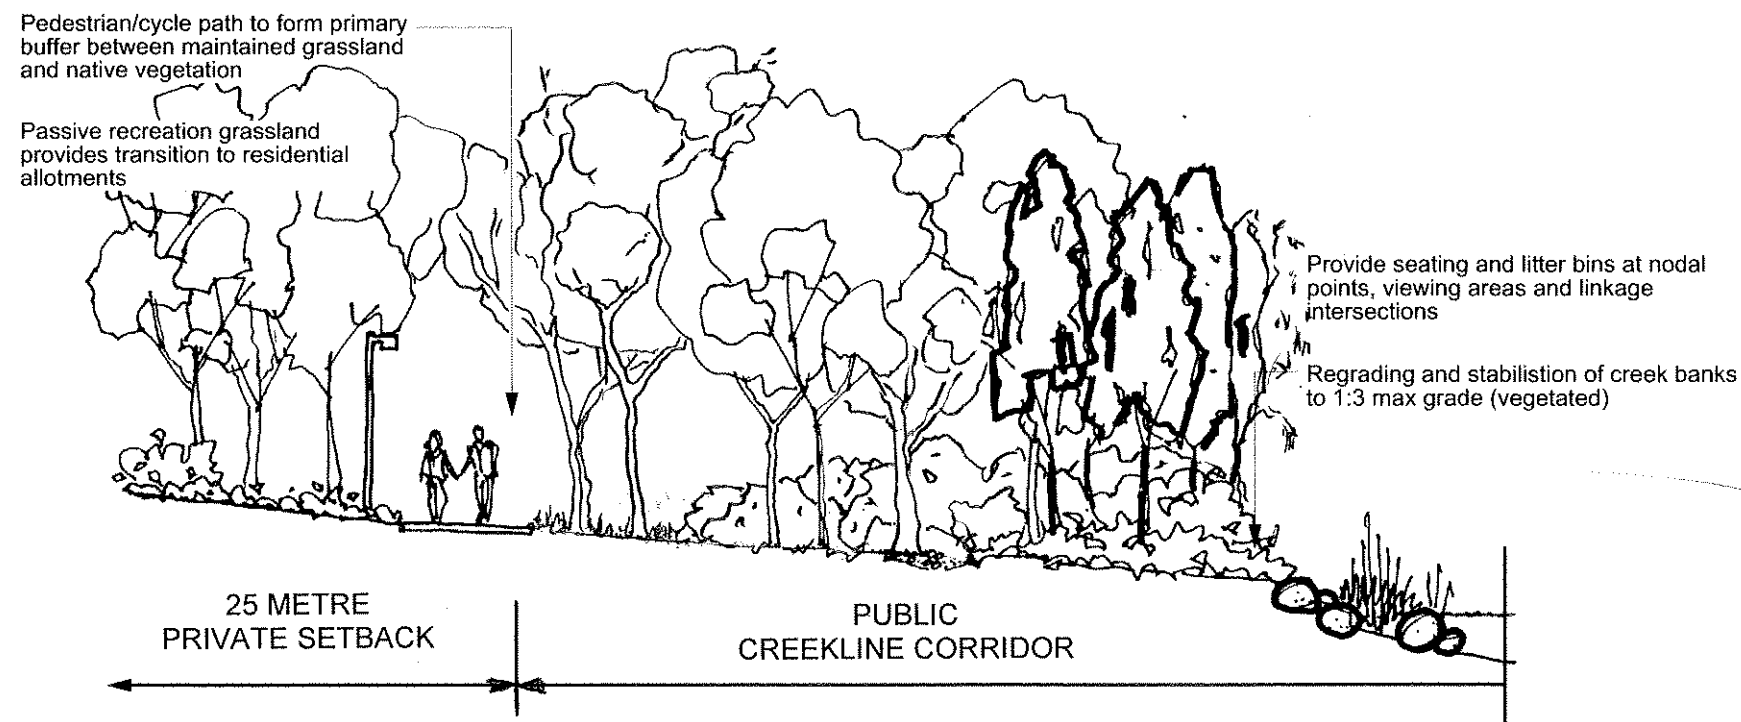 Pedestrian/cycle path to form primary
buffer between maintained grassland
and native vegetation
Passive recreation grassland
provides transition to residential
allotments
Provide seating and litter bins at nodal
points, viewing areas and linkage
intersections
Regrading and stabilistion of creek banks
to 1:3 max grade (vegetated)
25 METRE
PRIVATE SETBACK
PUBLIC
CREEKLINE CORRIDOR